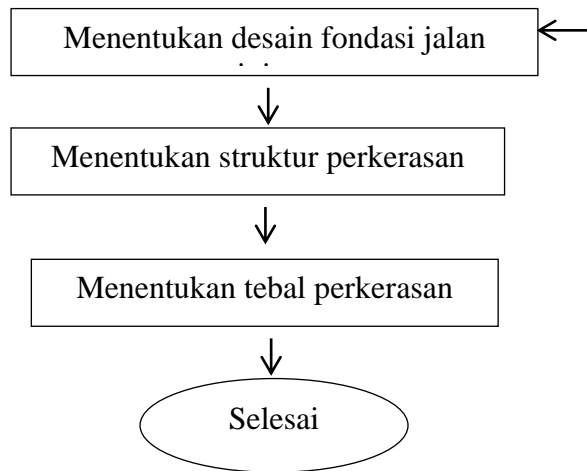 Menentukan desain fondasi jalan
Menentukan struktur perkerasan
Menentukan tebal perkerasan
Selesai